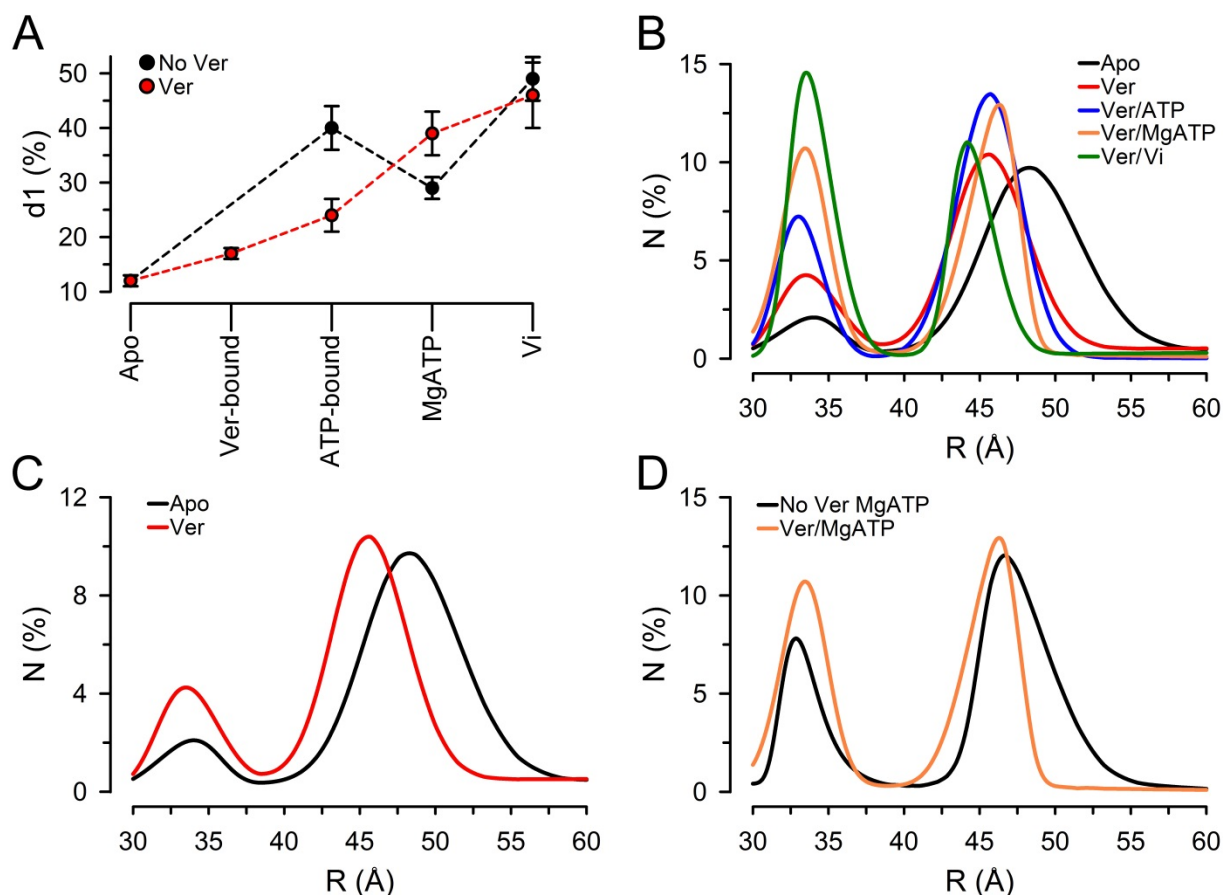 A
No Ver
Ver
d1 (%)
50
40
30
20
10
Apo
Ver-bound
ATP-bound
MgATP
Vi
B
Apo
Ver
Ver/ATP
Ver/MgATP
Ver/Vi
N (%)
15
10
5
0
30 35 40 45 50 55 60
R (Å)
C
Apo
Ver
N (%)
12
8
4
0
30 35 40 45 50 55 60
R (Å)
D
No Ver MgATP
Ver/MgATP
N (%)
15
10
5
0
30 35 40 45 50 55 60
R (Å)